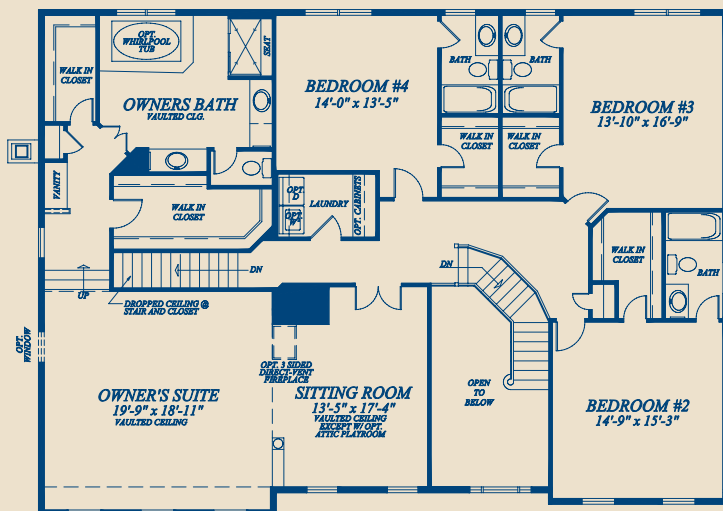 OPT.
WHIRLPOOL
TUB
SEAT
WALK IN
CLOSET
OWNERS BATH
VAULTED CLG.
BEDROOM #4
14'-0" x 13'-5"
BATH
BATH
BEDROOM #3
13'-10" x 16'-9"
WALK IN
CLOSET
WALK IN
CLOSET
VANITY
WALK IN
CLOSET
OPT.
D
OPT.
W
LAUNDRY
OPT. CABINETS
WALK IN
CLOSET
BATH
DN
DN
UP
DROPPED CEILING @
STAIR AND CLOSET
OPT.
WINDOW
OPT. 3 SIDED
DIRECT-VENT
FIREPLACE
OWNER'S SUITE
19'-9" x 18'-11"
VAULTED CEILING
SITTING ROOM
13'-5" x 17'-4"
VAULTED CEILING
EXCEPT W/ OPT.
ATTIC PLAYROOM
OPEN
TO
BELOW
BEDROOM #2
14'-9" x 15'-3"